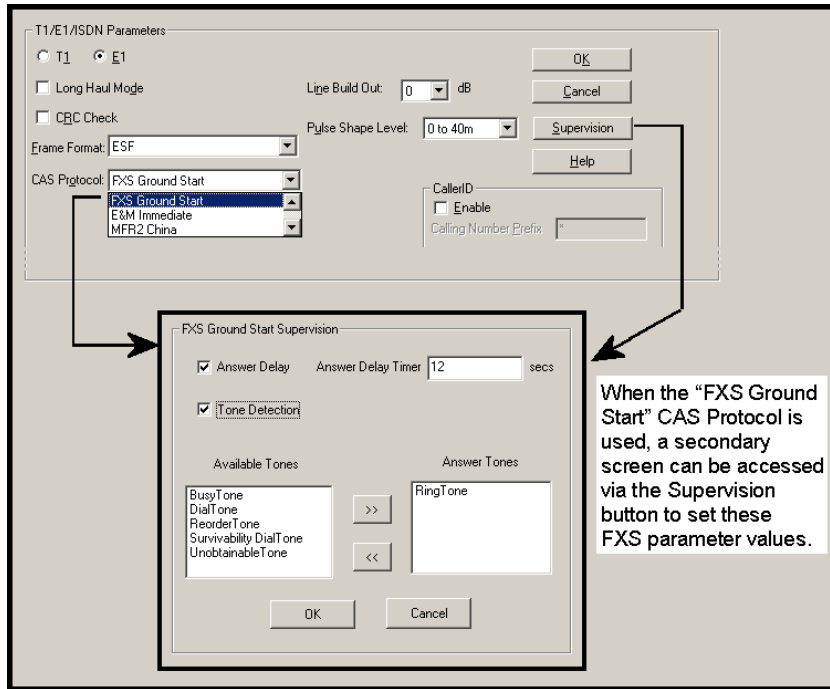 T1/E1/ISDN Parameters
T1 E1
Long Haul Mode
CRC Check
Frame Format: ESF
CAS Protocol: FXS Ground Start
FXS Ground Start
E&M Immediate
MFR2 China
Line Build Out: 0 dB
Pulse Shape Level: 0 to 40m
OK
Cancel
Supervision
Help
CallerID
Enable
Calling Number Prefix *
FXS Ground Start Supervision
Answer Delay Answer Delay Timer 12 secs
Tone Detection
Available Tones
BusyTone
DialTone
ReorderTone
Survivability DialTone
UnobtainableTone
>>
<<
Answer Tones
RingTone
OK Cancel
When the “FXS Ground
Start” CAS Protocol is
used, a secondary
screen can be accessed
via the Supervision
button to set these
FXS parameter values.